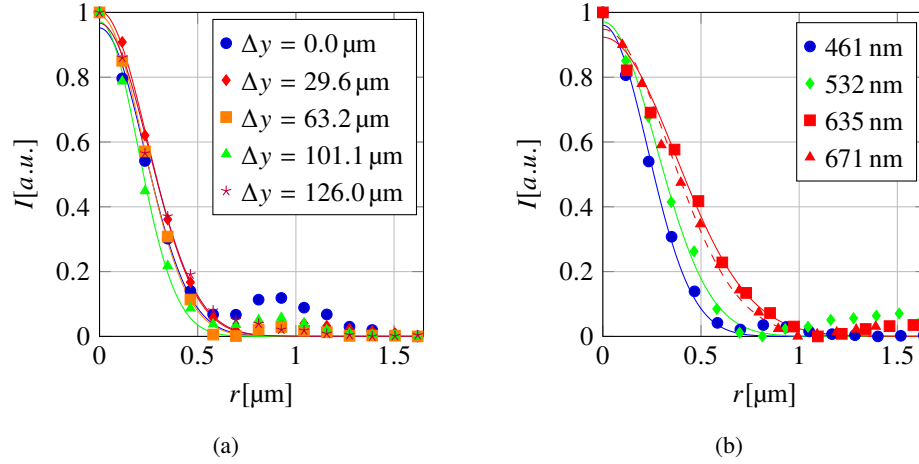 1
0.8
0.6
0.4
0.2
0
I[a.u.]
0 0.5 1 1.5
r[µm]
Δy = 0.0 µm
Δy = 29.6 µm
Δy = 63.2 µm
Δy = 101.1 µm
Δy = 126.0 µm
(a)
1
0.8
0.6
0.4
0.2
0
I[a.u.]
0 0.5 1 1.5
r[µm]
461 nm
532 nm
635 nm
671 nm
(b)